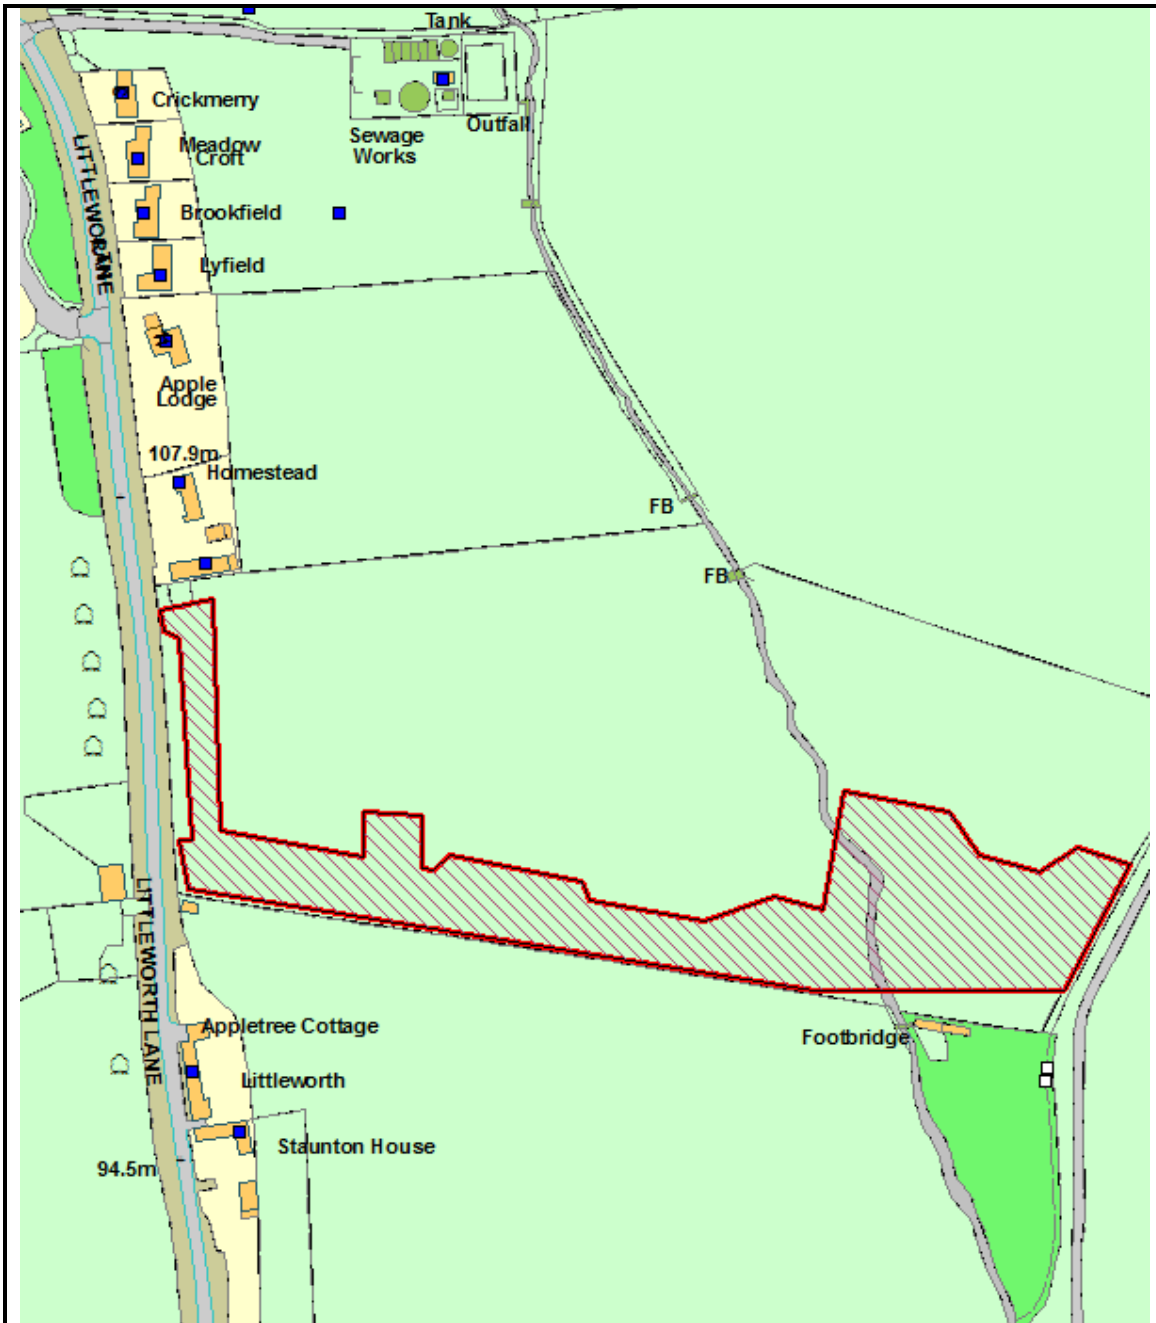 Tank
Crickmerry
Outfall
Sewage
Works
Meadow
Croft
Brookfield
Lyfield
LITTLEWORTH
LANE
Apple
Lodge
107.9m
Homestead
FB
FB
LITTLEWORTH LANE
Appletree Cottage
Footbridge
Littleworth
Staunton House
94.5m